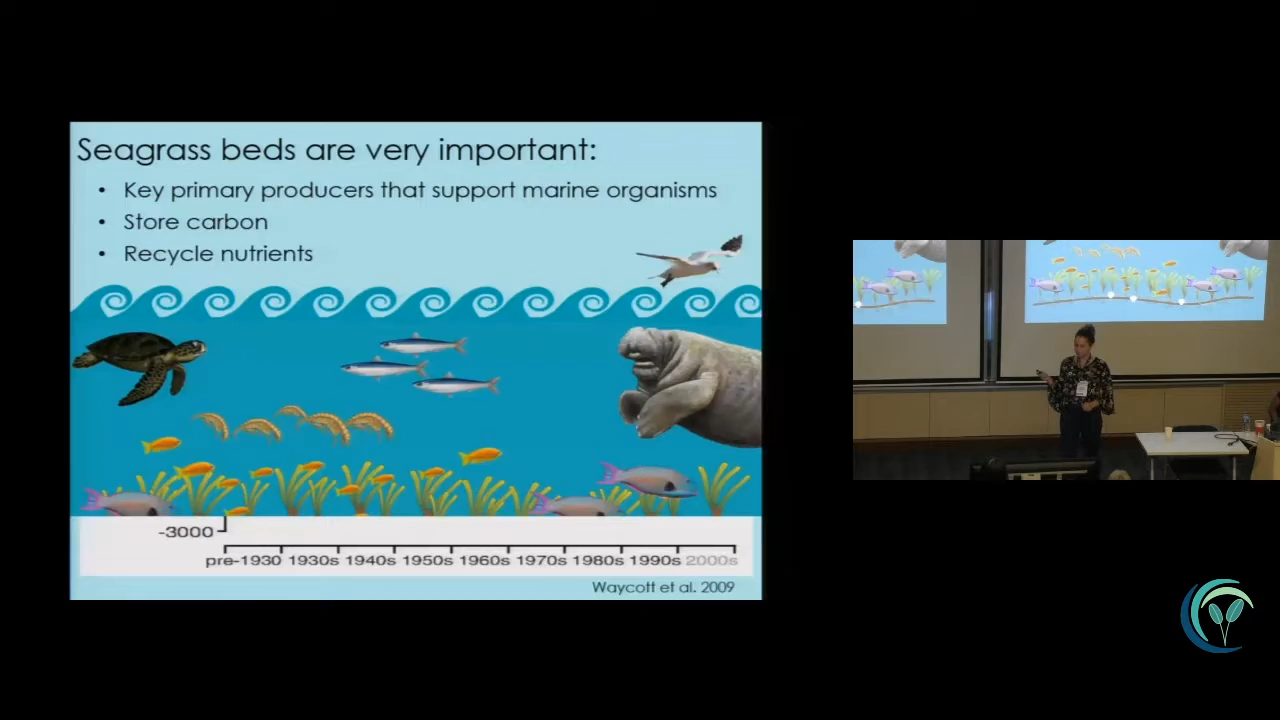 Seagrass beds are very important:
• Key primary producers that support marine organisms
• Store carbon
• Recycle nutrients
-3000
pre-1930 1930s 1940s 1950s 1960s 1970s 1980s 1990s 2000s
Waycott et al. 2009